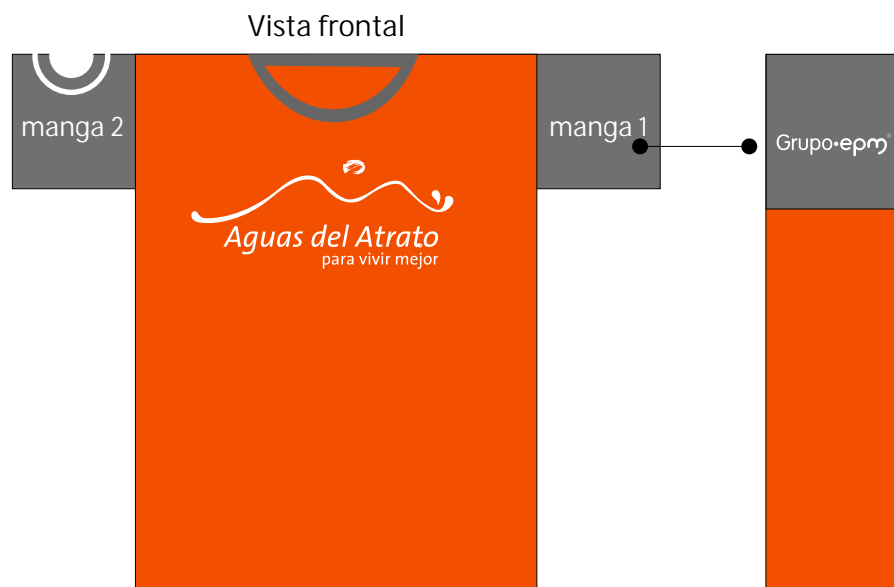 Vista frontal
manga 2
manga 1
Grupo•epm®
Aguas del Atrato
para vivir mejor